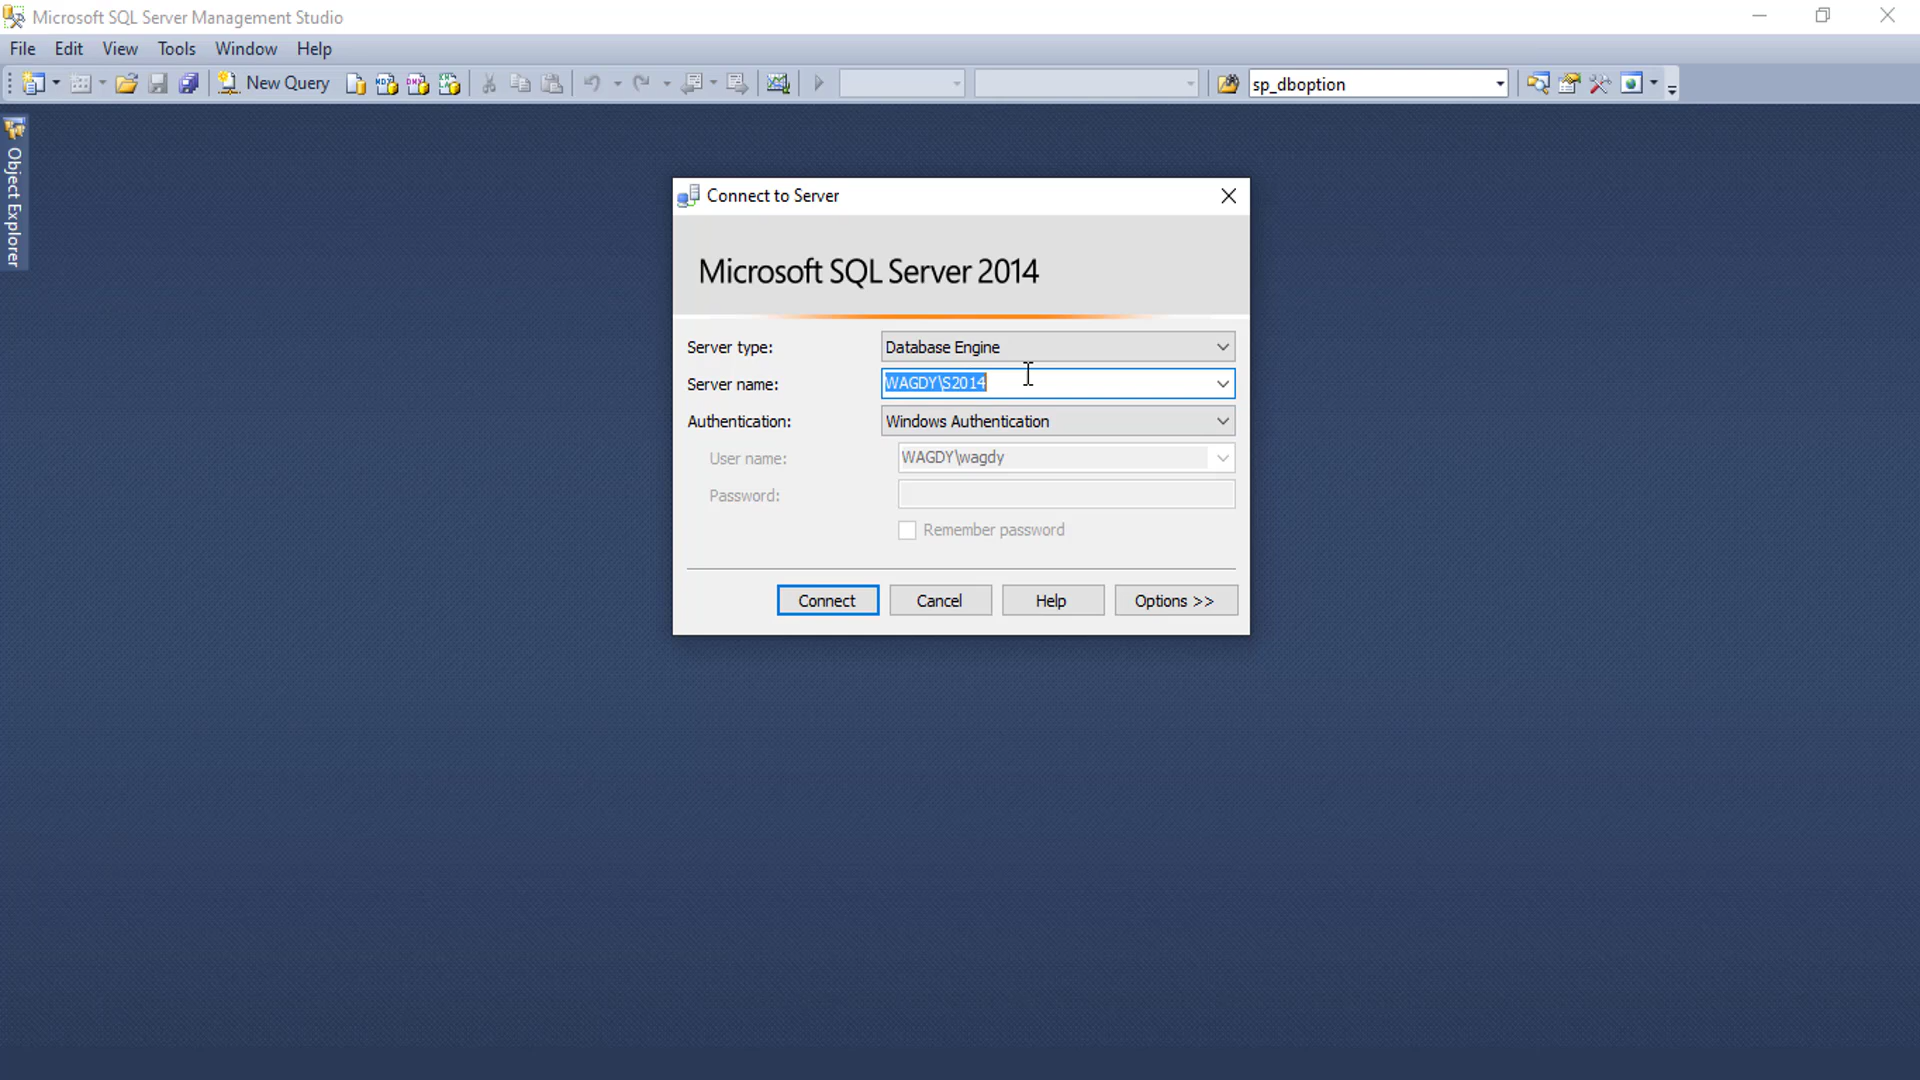 Microsoft SQL Server Management Studio
File Edit View Tools Window Help
New Query sp_dboption
Object Explorer
Connect to Server
Microsoft SQL Server 2014
Server type: Database Engine
Server name: WAGDY\S2014
Authentication: Windows Authentication
User name: WAGDY\wagdy
Password:
Remember password
Connect Cancel Help Options >>